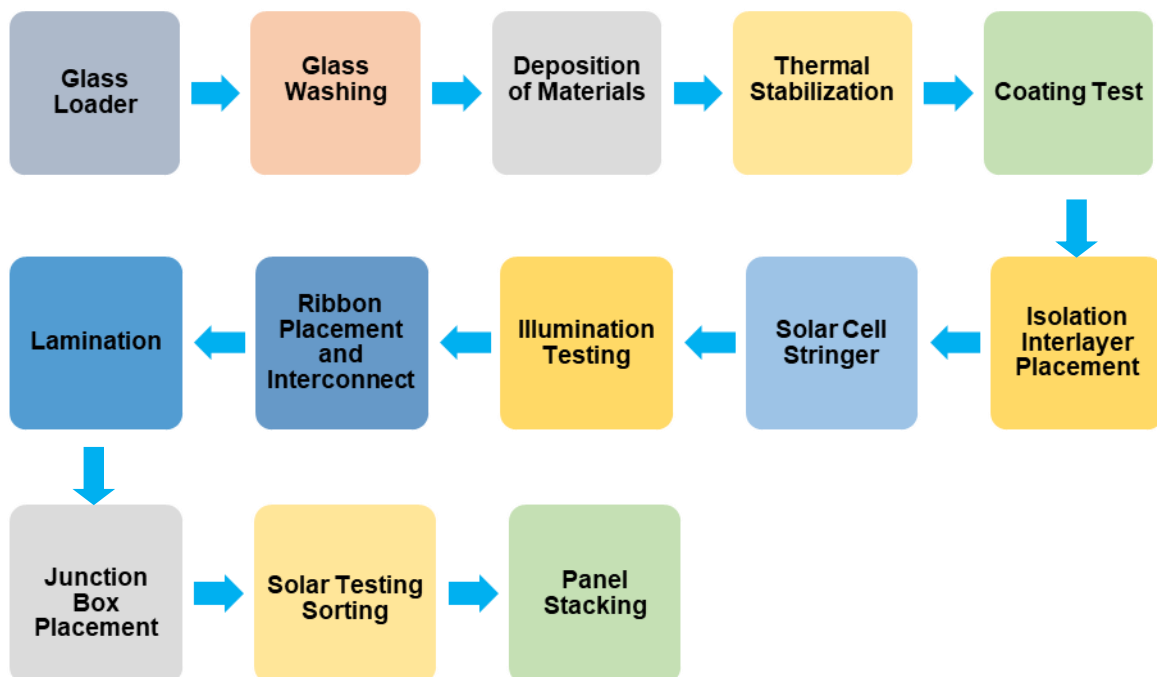 Glass
Loader
Glass
Washing
Deposition
of Materials
Thermal
Stabilization
Coating Test
Isolation
Interlayer
Placement
Solar Cell
Stringer
Illumination
Testing
Ribbon
Placement
and
Interconnect
Lamination
Junction
Box
Placement
Solar Testing
Sorting
Panel
Stacking